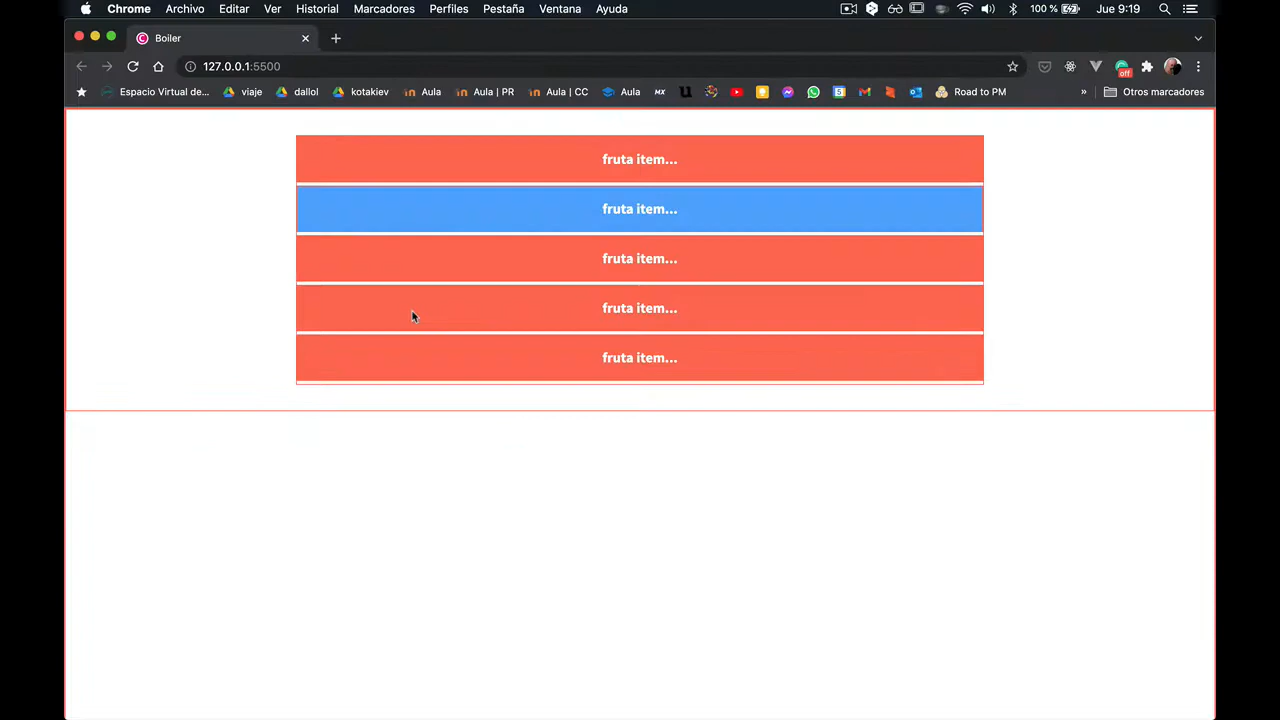 Chrome Archivo Editar Ver Historial Marcadores Perfiles Pestaña Ventana Ayuda 100 % Jue 9:19
Boiler
127.0.0.1:5500
off
Espacio Virtual de... viaje dallol kotakiev Aula Aula | PR Aula | CC Aula MX Road to PM » Otros marcadores
fruta item...
fruta item...
fruta item...
fruta item...
fruta item...